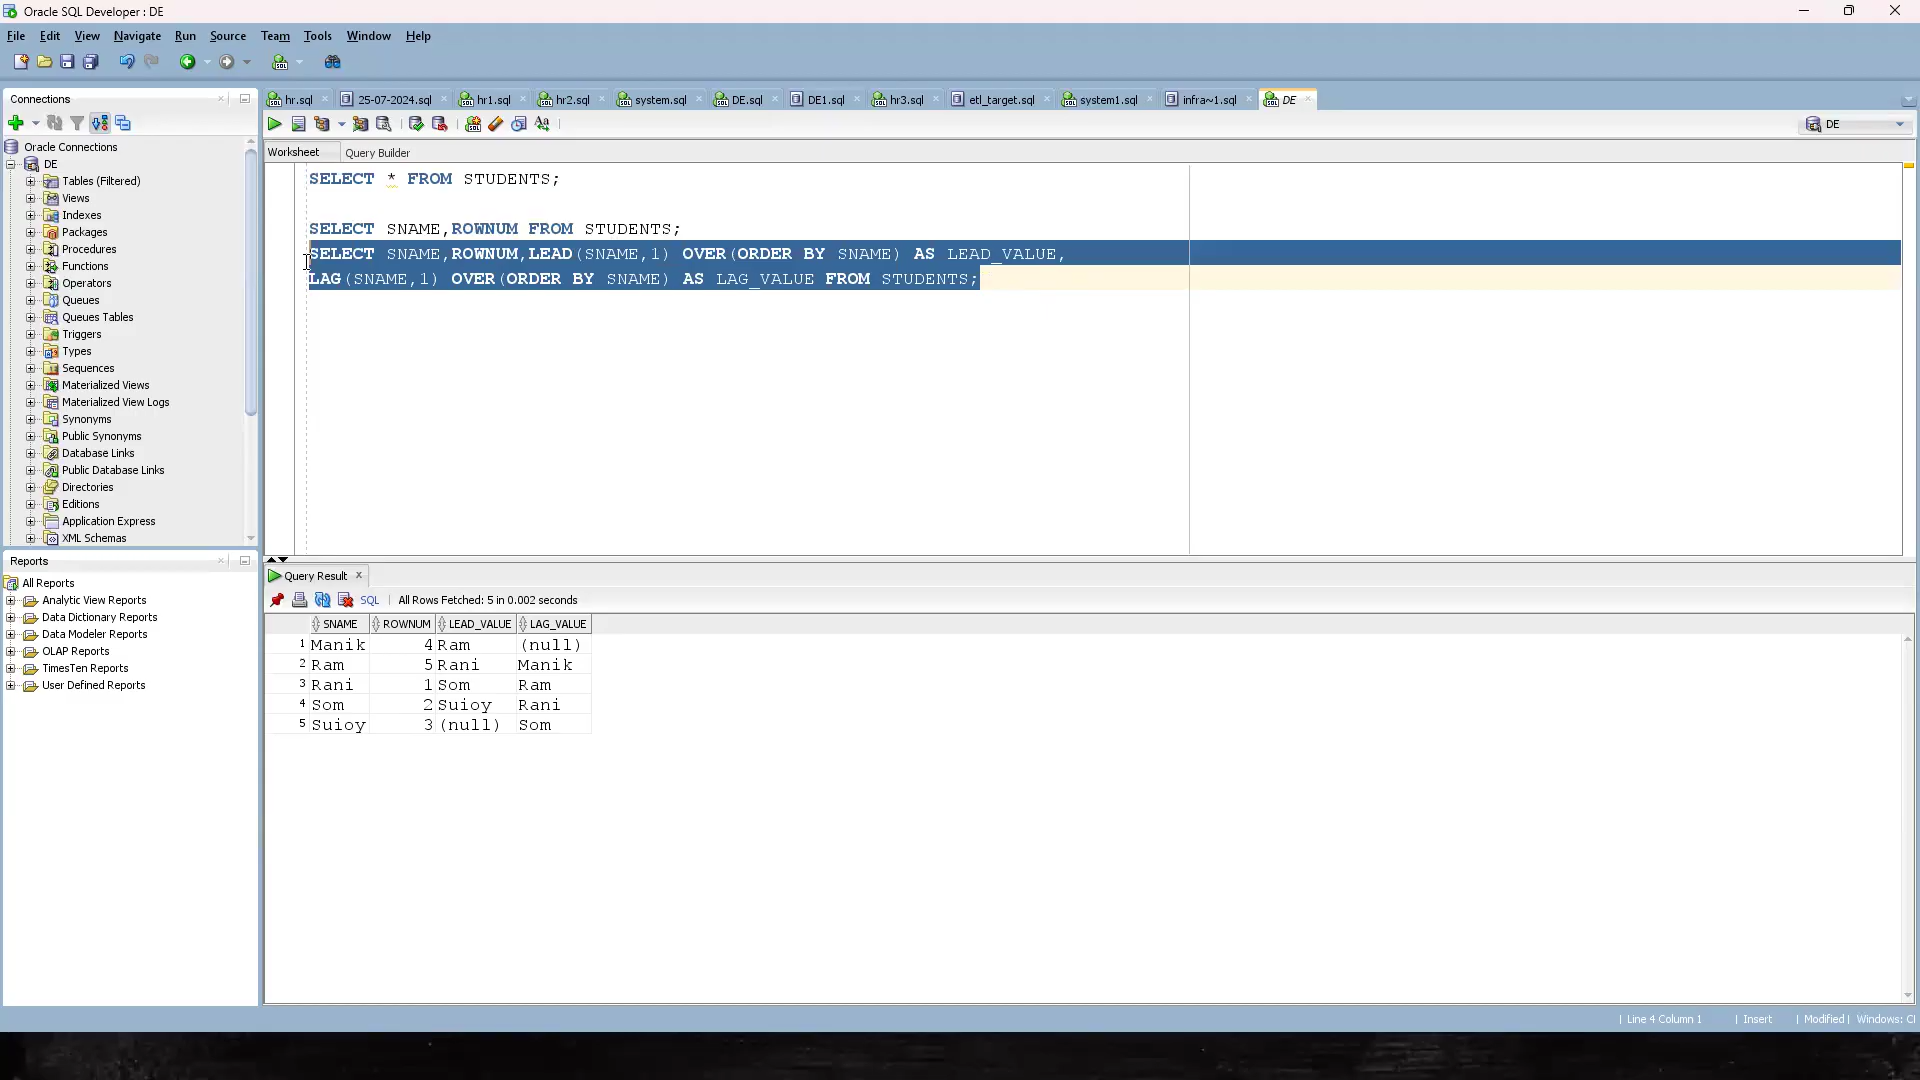 Oracle SQL Developer : DE
File Edit View Navigate Run Source Team Tools Window Help
Connections
hr.sql 25-07-2024.sql hr1.sql hr2.sql system.sql DE.sql DE1.sql hr3.sql etl_target.sql system1.sql infra~1.sql DE
DE
Oracle Connections
DE
Tables (Filtered)
Views
Indexes
Packages
Procedures
Functions
Operators
Queues
Queues Tables
Triggers
Types
Sequences
Materialized Views
Materialized View Logs
Synonyms
Public Synonyms
Database Links
Public Database Links
Directories
Editions
Application Express
XML Schemas
Reports
All Reports
Analytic View Reports
Data Dictionary Reports
Data Modeler Reports
OLAP Reports
TimesTen Reports
User Defined Reports
Worksheet Query Builder
SELECT * FROM STUDENTS;
SELECT SNAME,ROWNUM FROM STUDENTS;
SELECT SNAME,ROWNUM,LEAD(SNAME,1) OVER(ORDER BY SNAME) AS LEAD_VALUE,
LAG(SNAME,1) OVER(ORDER BY SNAME) AS LAG_VALUE FROM STUDENTS;
Query Result
SQL All Rows Fetched: 5 in 0.002 seconds
SNAME ROWNUM LEAD_VALUE LAG_VALUE
1 Manik 4 Ram (null)
2 Ram 5 Rani Manik
3 Rani 1 Som Ram
4 Som 2 Suioy Rani
5 Suioy 3 (null) Som
Line 4 Column 1 Insert Modified Windows: Cl